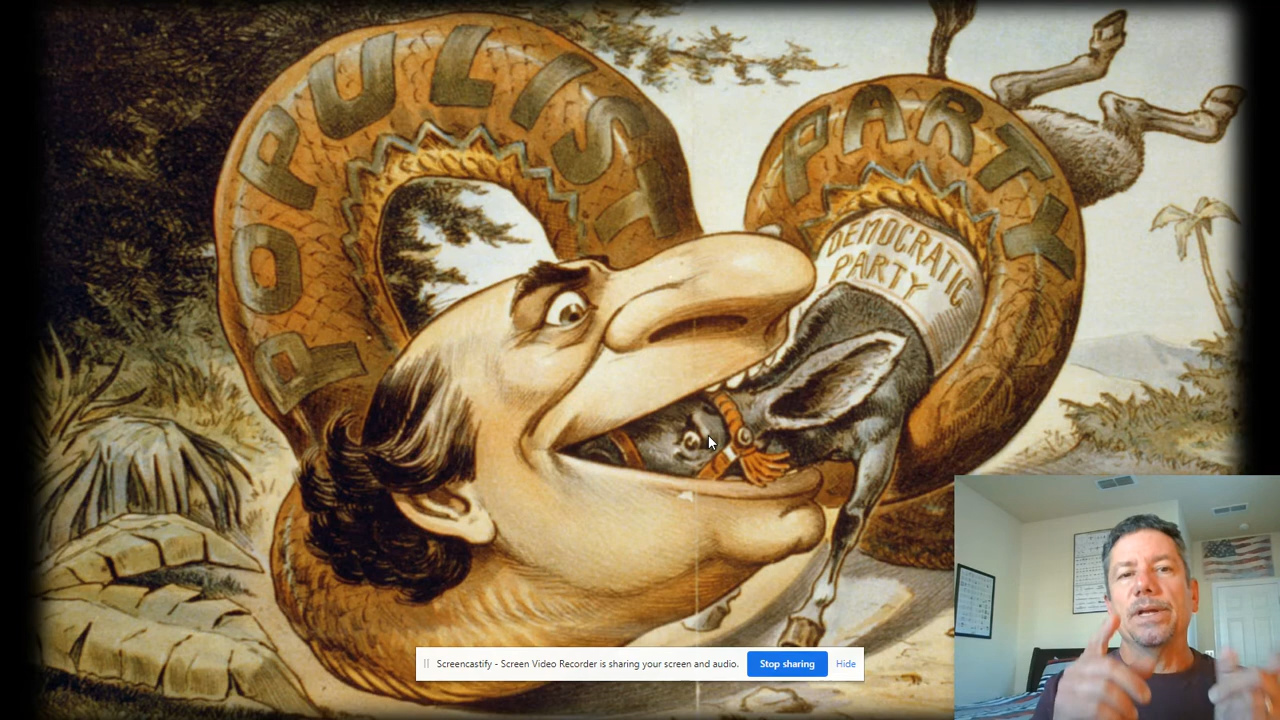 POPULIST
PARTY
DEMOCRATIC
PARTY
Screencastify - Screen Video Recorder is sharing your screen and audio.
Stop sharing
Hide